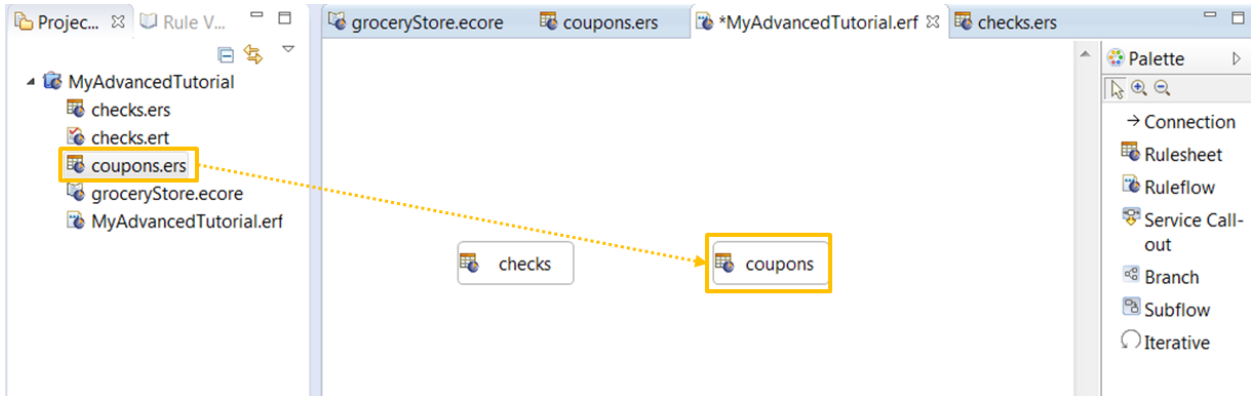 Projec...
Rule V...
groceryStore.ecore
coupons.ers
*MyAdvancedTutorial.erf
checks.ers
MyAdvancedTutorial
checks.ers
checks.ert
coupons.ers
groceryStore.ecore
MyAdvancedTutorial.erf
checks
coupons
Palette
Connection
Rulesheet
Ruleflow
Service Call-
out
Branch
Subflow
Iterative